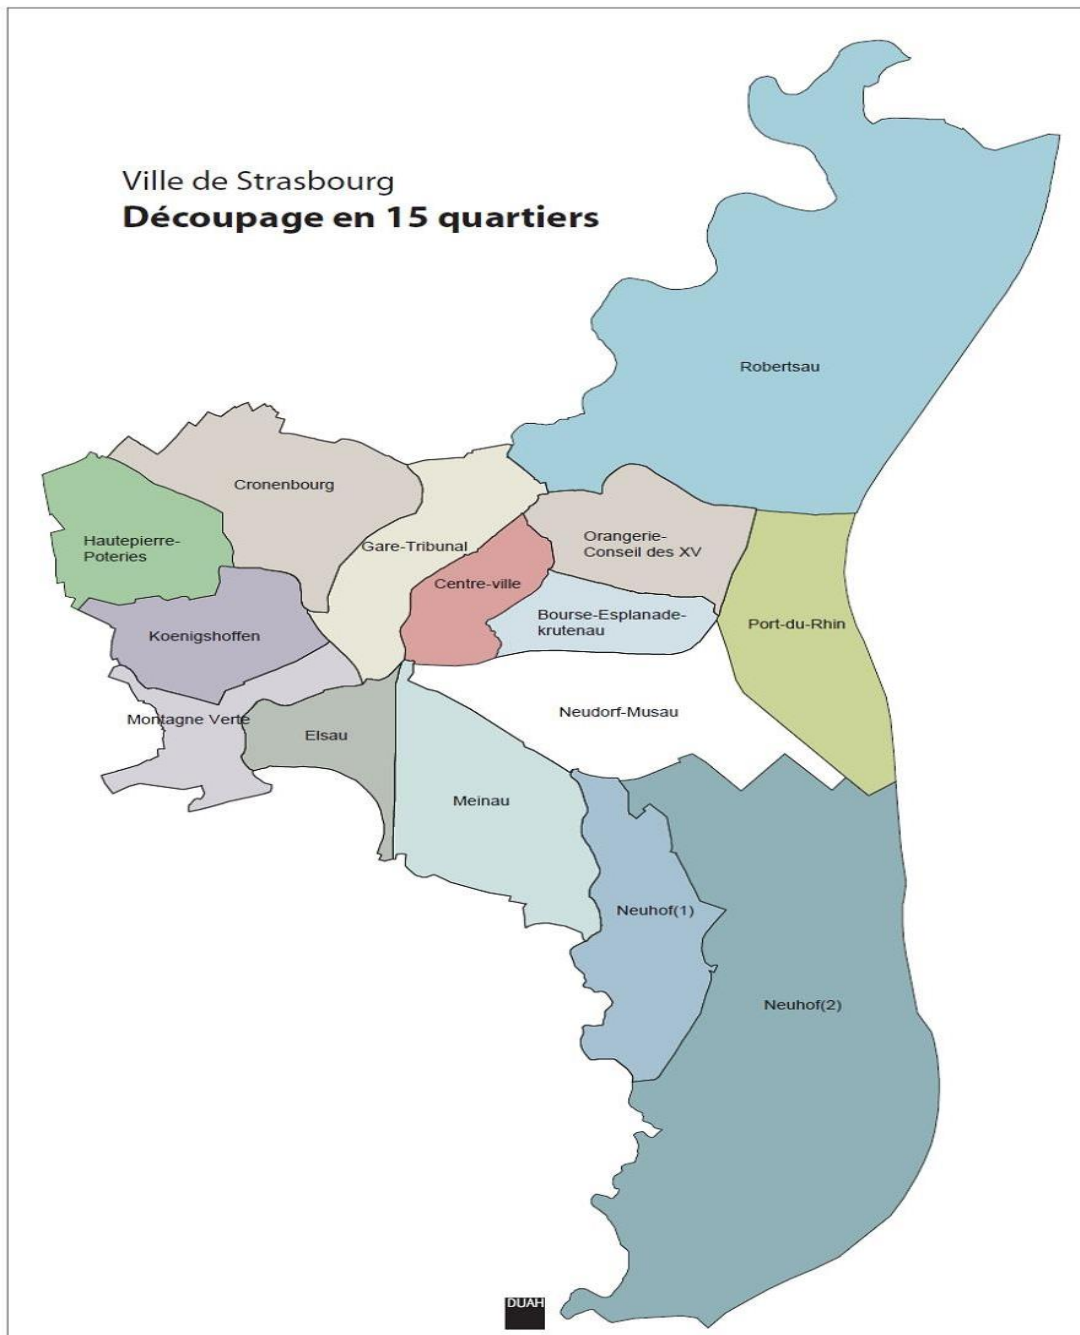 Ville de Strasbourg
Découpage en 15 quartiers
Robertsau
Cronenbourg
Hautepierre-
Poteries
Gare-Tribunal
Orangerie-
Conseil des XV
Centre-ville
Bourse-Esplanade-
krutenau
Port-du-Rhin
Koenigshoffen
Montagne Verte
Elsau
Neudorf-Musau
Meinau
Neuhof(1)
Neuhof(2)
DUAH